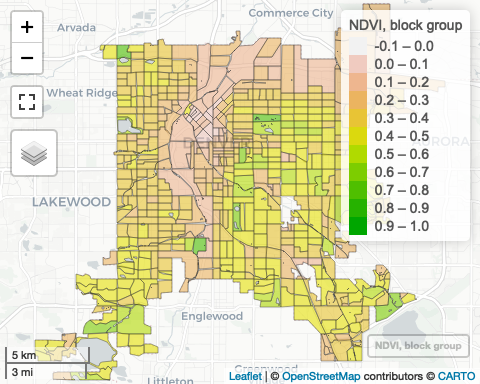 +
−
Arvada
Commerce City
Wheat Ridge
DENVER
AURORA
LAKEWOOD
Englewood
Littleton
Greenwood
NDVI, block group
-0.1 – 0.0
0.0 – 0.1
0.1 – 0.2
0.2 – 0.3
0.3 – 0.4
0.4 – 0.5
0.5 – 0.6
0.6 – 0.7
0.7 – 0.8
0.8 – 0.9
0.9 – 1.0
NDVI, block group
5 km
3 mi
Leaflet | © OpenStreetMap contributors © CARTO